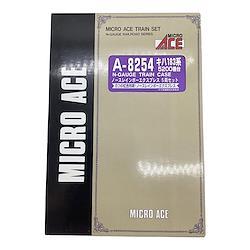 MICRO ACE TRAIN SET
N-GAUGE RAILROAD SERIES
MICRO
ACE
A-8254 キハ183系
5200番台
N-GAUGE TRAIN CASE
ノースレインボーエクスプレス 5両セット
MICRO ACE
MICRO ACE